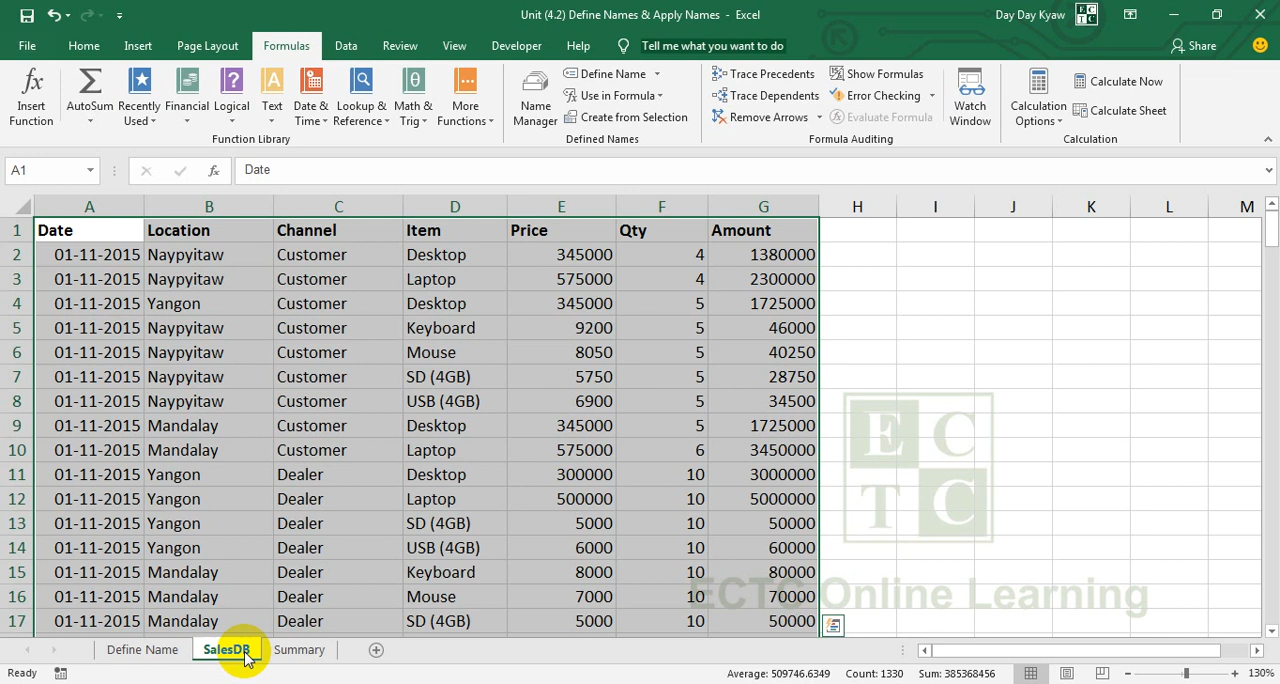 Unit (4.2) Define Names & Apply Names - Excel
Day Day Kyaw
E C T C
File Home Insert Page Layout Formulas Data Review View Developer Help Tell me what you want to do Share
fx Insert Function
AutoSum
Recently Used
Financial
Logical
Text
Date & Time
Lookup & Reference
Math & Trig
More Functions
Function Library
Name Manager
Define Name
Use in Formula
Create from Selection
Defined Names
Trace Precedents
Trace Dependents
Remove Arrows
Show Formulas
Error Checking
Evaluate Formula
Formula Auditing
Watch Window
Calculation Options
Calculate Now
Calculate Sheet
Calculation
A1 fx Date
A B C D E F G H I J K L M
1 Date Location Channel Item Price Qty Amount
2 01-11-2015 Naypyitaw Customer Desktop 345000 4 1380000
3 01-11-2015 Naypyitaw Customer Laptop 575000 4 2300000
4 01-11-2015 Yangon Customer Desktop 345000 5 1725000
5 01-11-2015 Naypyitaw Customer Keyboard 9200 5 46000
6 01-11-2015 Naypyitaw Customer Mouse 8050 5 40250
7 01-11-2015 Naypyitaw Customer SD (4GB) 5750 5 28750
8 01-11-2015 Naypyitaw Customer USB (4GB) 6900 5 34500
9 01-11-2015 Mandalay Customer Desktop 345000 5 1725000
10 01-11-2015 Mandalay Customer Laptop 575000 6 3450000
11 01-11-2015 Yangon Dealer Desktop 300000 10 3000000
12 01-11-2015 Yangon Dealer Laptop 500000 10 5000000
13 01-11-2015 Yangon Dealer SD (4GB) 5000 10 50000
14 01-11-2015 Yangon Dealer USB (4GB) 6000 10 60000
15 01-11-2015 Mandalay Dealer Keyboard 8000 10 80000
16 01-11-2015 Mandalay Dealer Mouse 7000 10 70000
17 01-11-2015 Mandalay Dealer SD (4GB) 5000 10 50000
E C
T C
ECTC Online Learning
Define Name SalesDB Summary
Ready Average: 509746.6349 Count: 1330 Sum: 385368456 130%